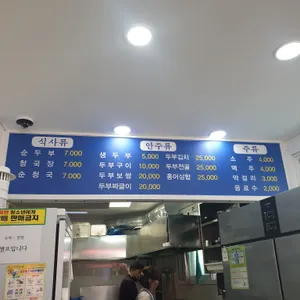 식사류
순두부 7,000
청국장 7,000
순청국 7,000
안주류
생두부 5,000
두부구이 10,000
두부보쌈 20,000
두부짜글이 20,000
두부김치 25,000
두부전골 25,000
홍어삼합 25,000
주류
소주 4,000
맥주 4,000
막걸리 3,000
음료수 2,000
판매금지